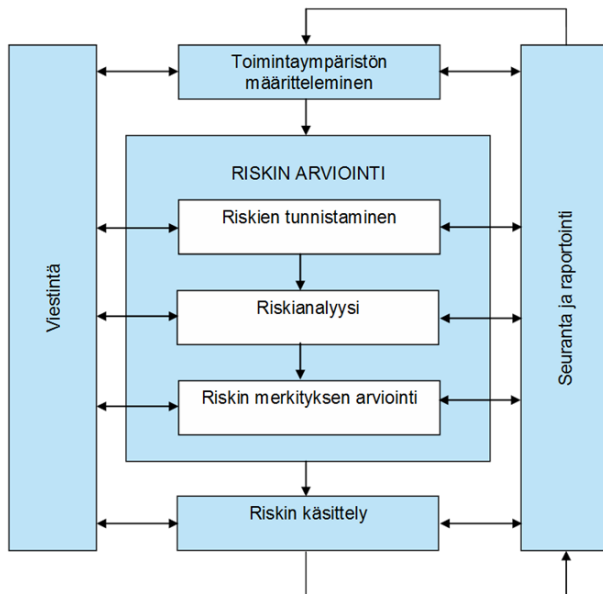 Toimintaympäristön
määritteleminen
RISKIN ARVIOINTI
Riskien tunnistaminen
Riskianalyysi
Riskin merkityksen arviointi
Riskin käsittely
Viestintä
Seuranta ja raportointi